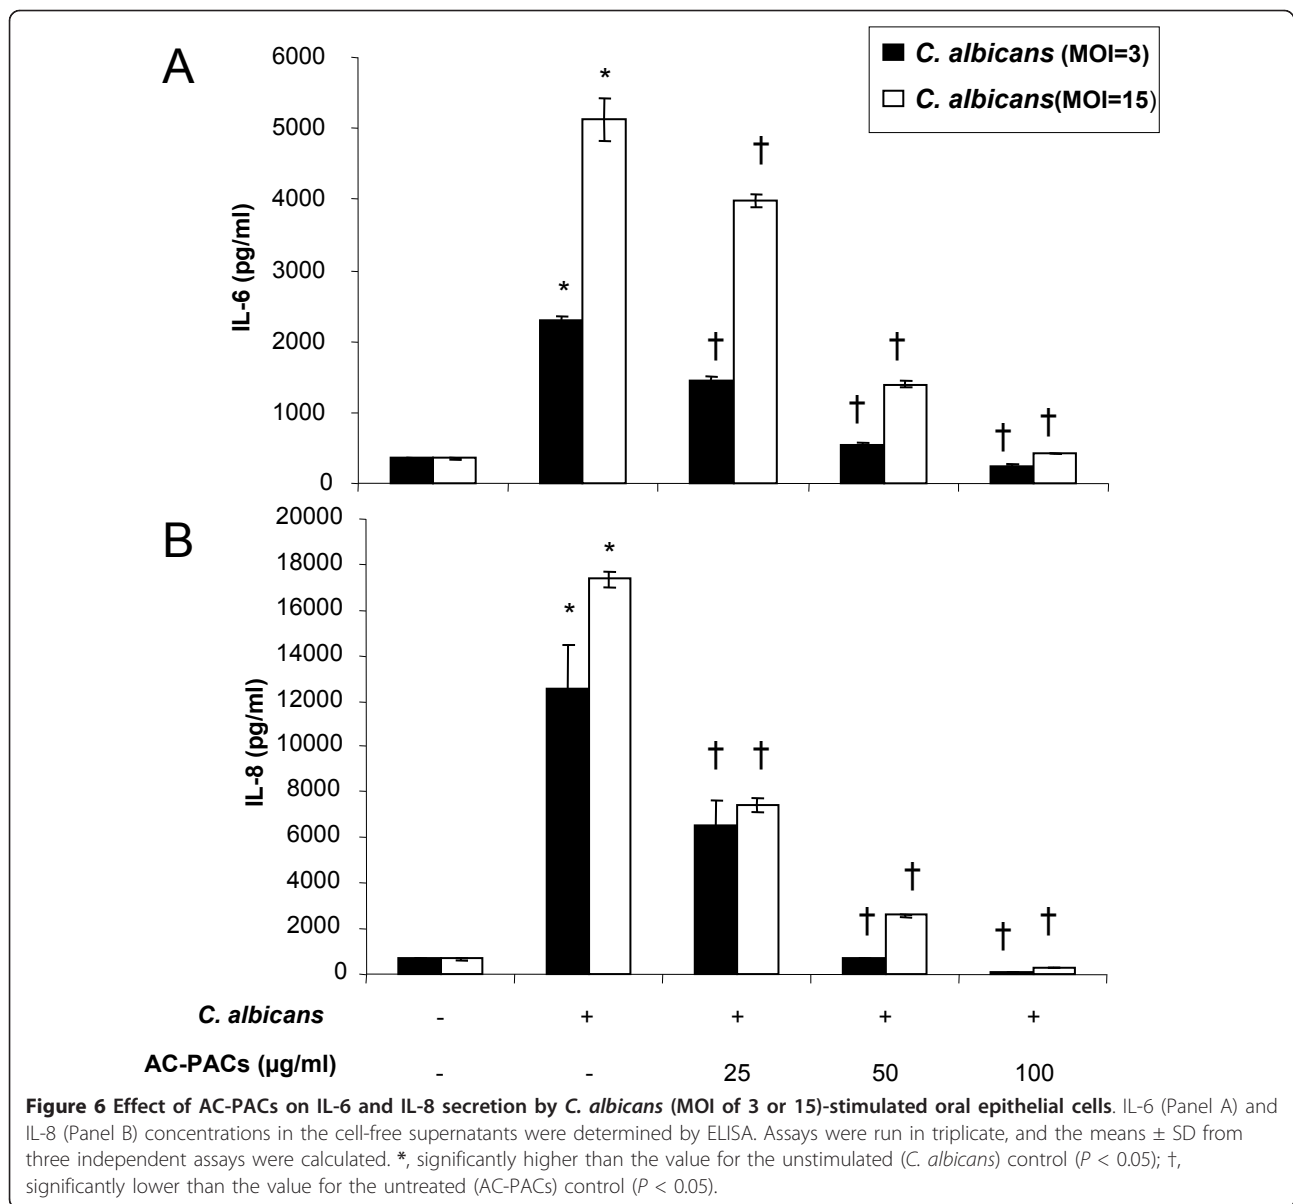 A
C. albicans (MOI=3)
C. albicans(MOI=15)
6000
5000
4000
3000
2000
1000
0
IL-6 (pg/ml)
*
*
†
†
†
†
†
†
B
20000
18000
16000
14000
12000
10000
8000
6000
4000
2000
0
IL-8 (pg/ml)
*
*
†
†
†
†
†
†
C. albicans - + + + +
AC-PACs (µg/ml) - - 25 50 100
Figure 6 Effect of AC-PACs on IL-6 and IL-8 secretion by C. albicans (MOI of 3 or 15)-stimulated oral epithelial cells. IL-6 (Panel A) and
IL-8 (Panel B) concentrations in the cell-free supernatants were determined by ELISA. Assays were run in triplicate, and the means ± SD from
three independent assays were calculated. *, significantly higher than the value for the unstimulated (C. albicans) control (P < 0.05); †,
significantly lower than the value for the untreated (AC-PACs) control (P < 0.05).